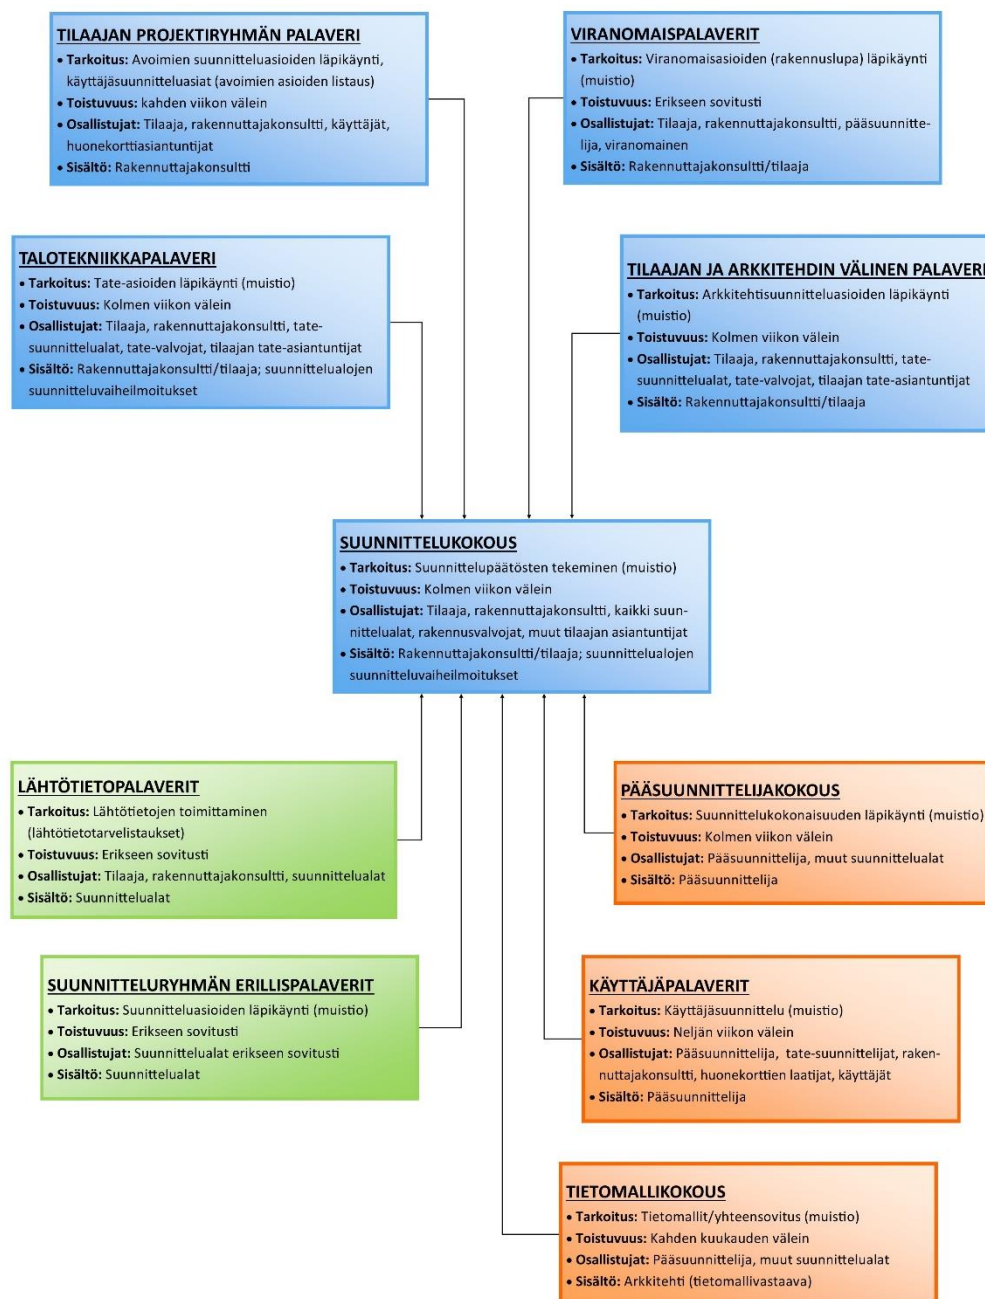 TILAAJAN PROJEKTIRYHMÄN PALAVERI
• Tarkoitus: Avoimien suunnitteluasioiden läpikäynti,
käyttäjäsuunnitteluasiat (avoimien asioiden listaus)
• Toistuvuus: kahden viikon välein
• Osallistujat: Tilaaja, rakennuttajakonsultti, käyttäjät,
huonekorttiasiantuntijat
• Sisältö: Rakennuttajakonsultti
VIRANOMAISPALAVERIT
• Tarkoitus: Viranomaisasioiden (rakennuslupa) läpikäynti
(muistio)
• Toistuvuus: Erikseen sovitusti
• Osallistujat: Tilaaja, rakennuttajakonsultti, pääsuunnitte-
lija, viranomainen
• Sisältö: Rakennuttajakonsultti/tilaaja
TALOTEKNIIKKAPALAVERI
• Tarkoitus: Tate-asioiden läpikäynti (muistio)
• Toistuvuus: Kolmen viikon välein
• Osallistujat: Tilaaja, rakennuttajakonsultti, tate-
suunnittelualat, tate-valvojat, tilaajan tate-asiantuntijat
• Sisältö: Rakennuttajakonsultti/tilaaja; suunnittelualojen
suunnitteluvaiheilmoitukset
TILAAJAN JA ARKKITEHDIN VÄLINEN PALAVERI
• Tarkoitus: Arkkitehtisuunnitteluasioiden läpikäynti
(muistio)
• Toistuvuus: Kolmen viikon välein
• Osallistujat: Tilaaja, rakennuttajakonsultti, tate-
suunnittelualat, tate-valvojat, tilaajan tate-asiantuntijat
• Sisältö: Rakennuttajakonsultti/tilaaja
SUUNNITTELUKOKOUS
• Tarkoitus: Suunnittelupäätösten tekeminen (muistio)
• Toistuvuus: Kolmen viikon välein
• Osallistujat: Tilaaja, rakennuttajakonsultti, kaikki suun-
nittelualat, rakennusvalvojat, muut tilaajan asiantuntijat
• Sisältö: Rakennuttajakonsultti/tilaaja; suunnittelualojen
suunnitteluvaiheilmoitukset
LÄHTÖTIETOPALAVERIT
• Tarkoitus: Lähtötietojen toimittaminen
(lähtötietotarvelistaukset)
• Toistuvuus: Erikseen sovitusti
• Osallistujat: Tilaaja, rakennuttajakonsultti, suunnittelualat
• Sisältö: Suunnittelualat
PÄÄSUUNNITTELIJAKOKOUS
• Tarkoitus: Suunnittelukokonaisuuden läpikäynti (muistio)
• Toistuvuus: Kolmen viikon välein
• Osallistujat: Pääsuunnittelija, muut suunnittelualat
• Sisältö: Pääsuunnittelija
SUUNNITTELURYHMÄN ERILLISPALAVERIT
• Tarkoitus: Suunnitteluasioiden läpikäynti (muistio)
• Toistuvuus: Erikseen sovitusti
• Osallistujat: Suunnittelualat erikseen sovitusti
• Sisältö: Suunnittelualat
KÄYTTÄJÄPALAVERIT
• Tarkoitus: Käyttäjäsuunnittelu (muistio)
• Toistuvuus: Neljän viikon välein
• Osallistujat: Pääsuunnittelija, tate-suunnittelijat, raken-
nuttajakonsultti, huonekorttien laatijat, käyttäjät
• Sisältö: Pääsuunnittelija
TIETOMALLIKOKOUS
• Tarkoitus: Tietomallit/yhteensovitus (muistio)
• Toistuvuus: Kahden kuukauden välein
• Osallistujat: Pääsuunnittelija, muut suunnittelualat
• Sisältö: Arkkitehti (tietomallivastaava)